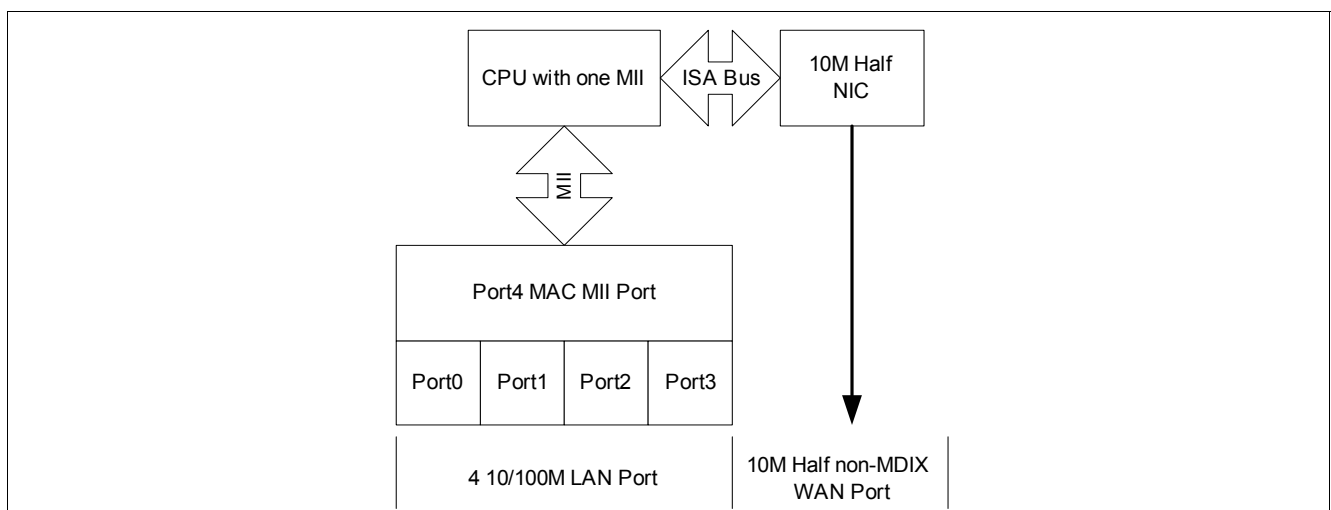 CPU with one MII
ISA Bus
10M Half
NIC
MII
Port4 MAC MII Port
Port0
Port1
Port2
Port3
4 10/100M LAN Port
10M Half non-MDIX
WAN Port